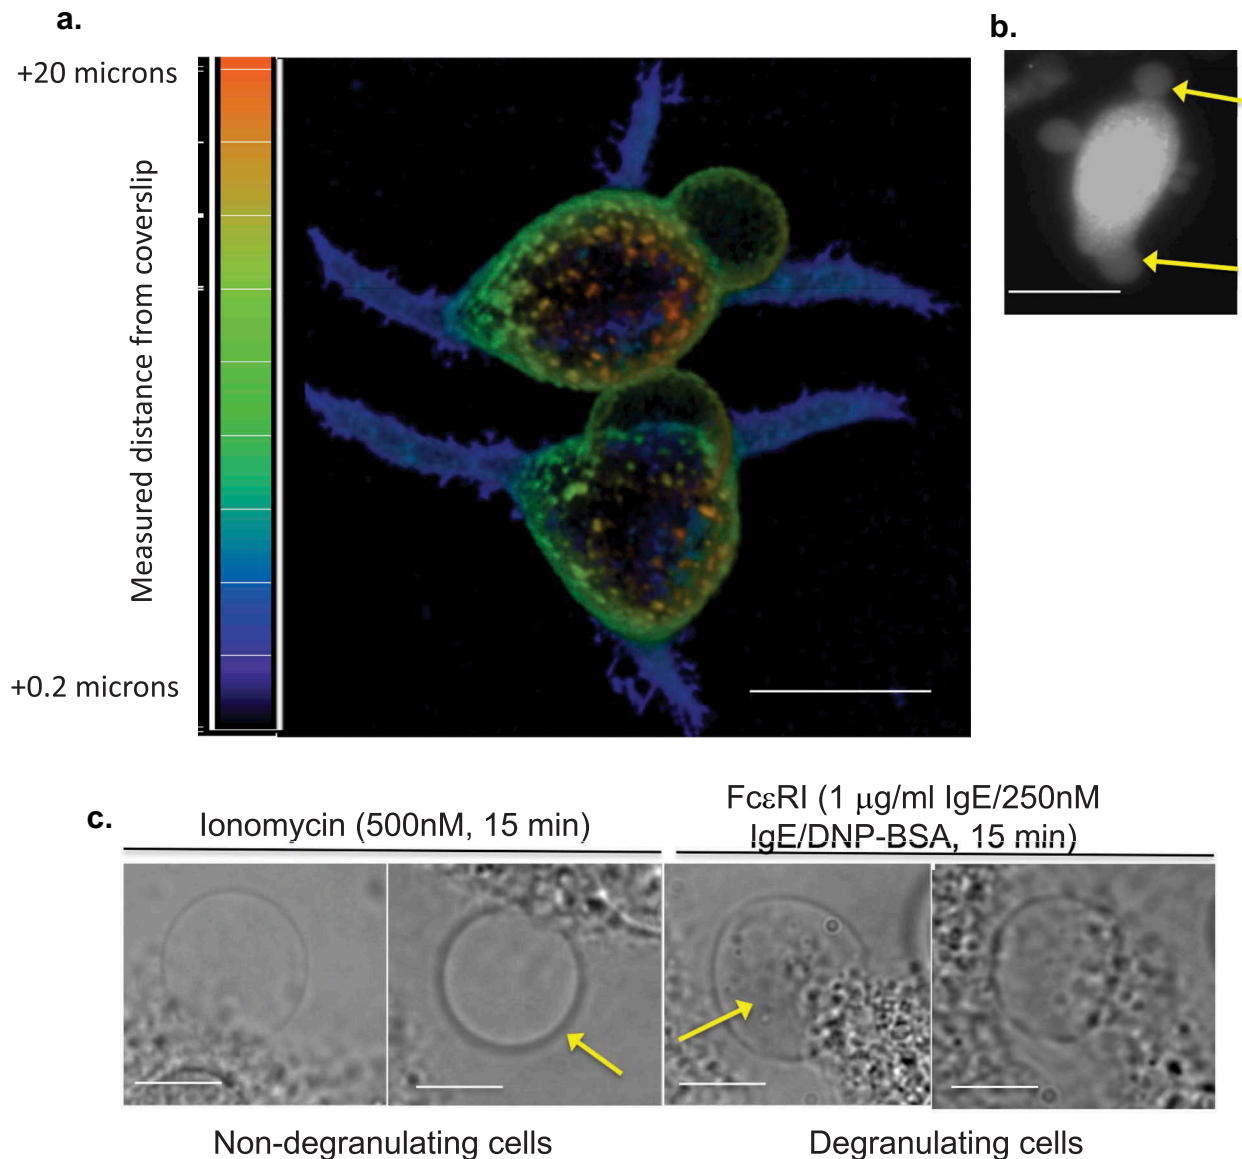 a.
b.
+20 microns
Measured distance from coverslip
+0.2 microns
c.
Ionomycin (500nM, 15 min)
FcεRI (1 μg/ml IgE/250nM
IgE/DNP-BSA, 15 min)
Non-degranulating cells
Degranulating cells